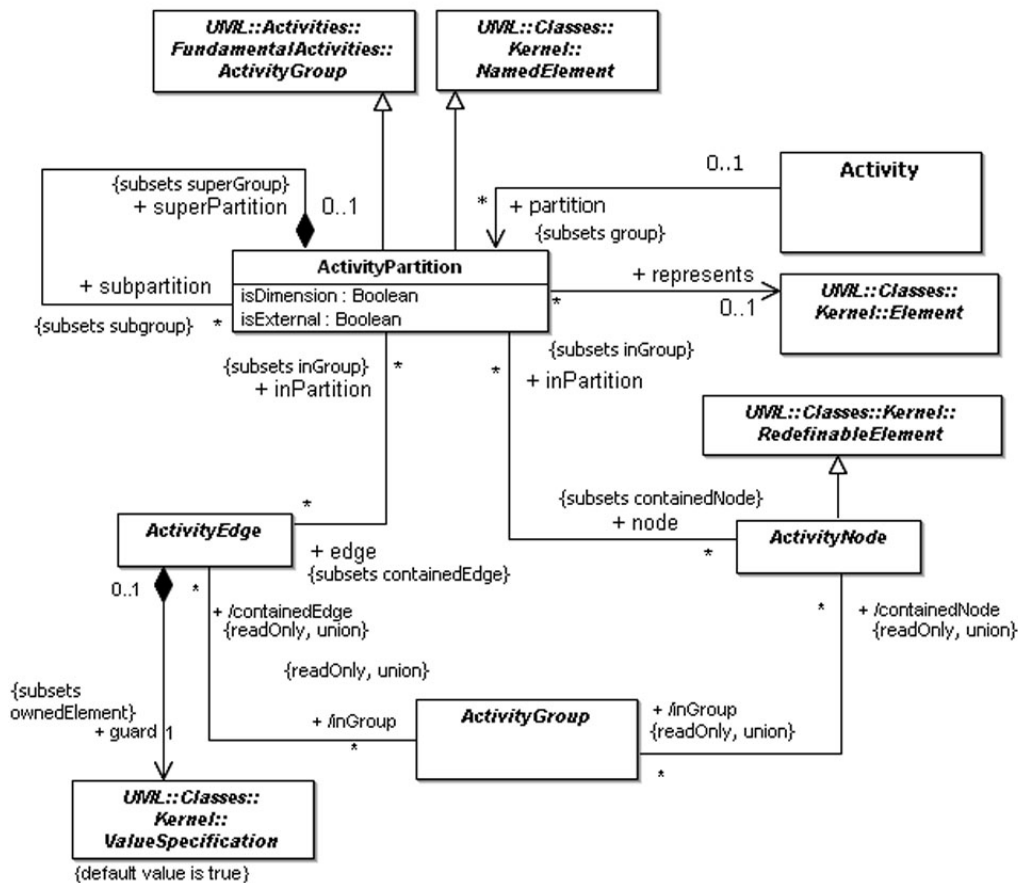 UML::Activities::
FundamentalActivities::
ActivityGroup
UML::Classes::
Kernel::
NamedElement
{subsets superGroup}
+ superPartition
0..1
0..1
Activity
* + partition
{subsets group}
ActivityPartition
isDimension : Boolean
isExternal : Boolean
+ subpartition
{subsets subgroup} *
+ represents
* 0..1
UML::Classes::
Kernel::Element
{subsets inGroup} *
+ inPartition
{subsets inGroup}
* + inPartition
UML::Classes::Kernel::
RedefinableElement
{subsets containedNode}
+ node
*
ActivityNode
*
ActivityEdge
+ edge
{subsets containedEdge}
0..1 *
+ /containedEdge
{readOnly, union}
* + /containedNode
{readOnly, union}
{readOnly, union}
{subsets
ownedElement}
+ guard 1
+ /inGroup
*
ActivityGroup
+ /inGroup
{readOnly, union}
*
UML::Classes::
Kernel::
ValueSpecification
{default value is true}